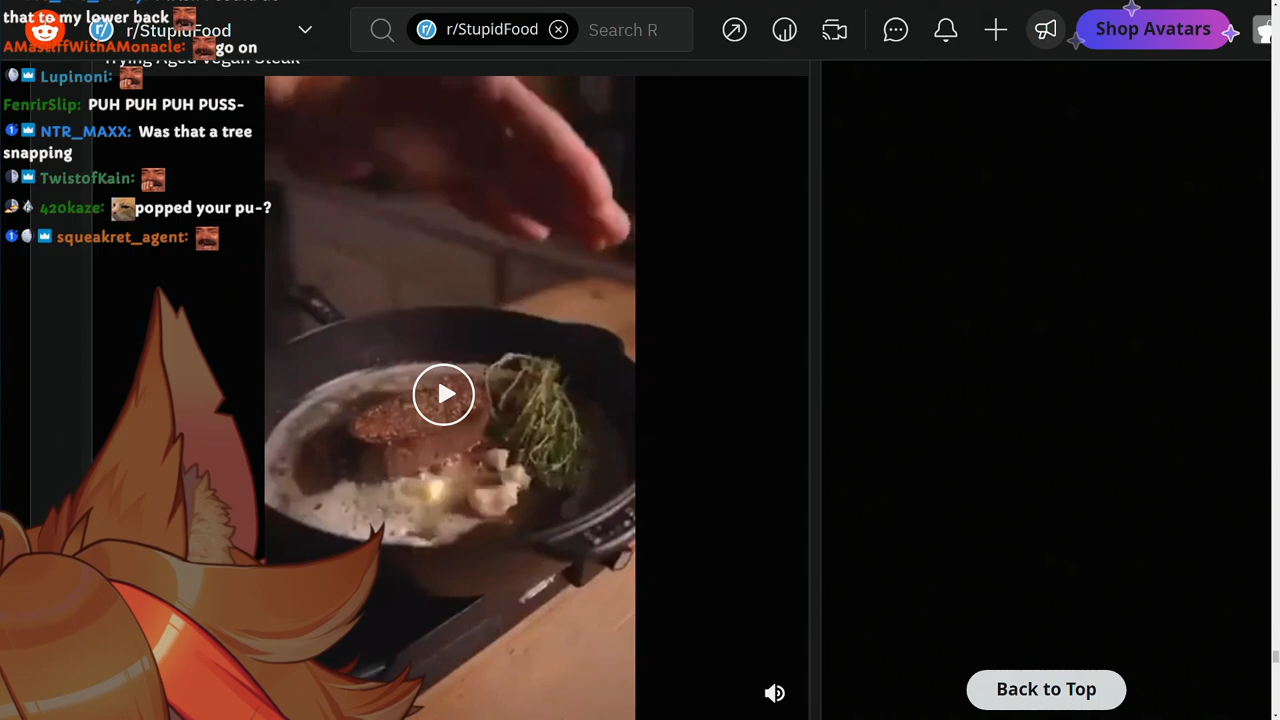 that to my lower back
r/StupidFood
r/StupidFood
Search R
Shop Avatars
AMastiffWithAMonacle: go on
Trying Aged Vegan Steak
Lupinoni:
FenrirSlip: PUH PUH PUH PUSS-
NTR_MAXX: Was that a tree
snapping
TwistofKain:
420kaze: popped your pu-?
squeakret_agent:
Back to Top